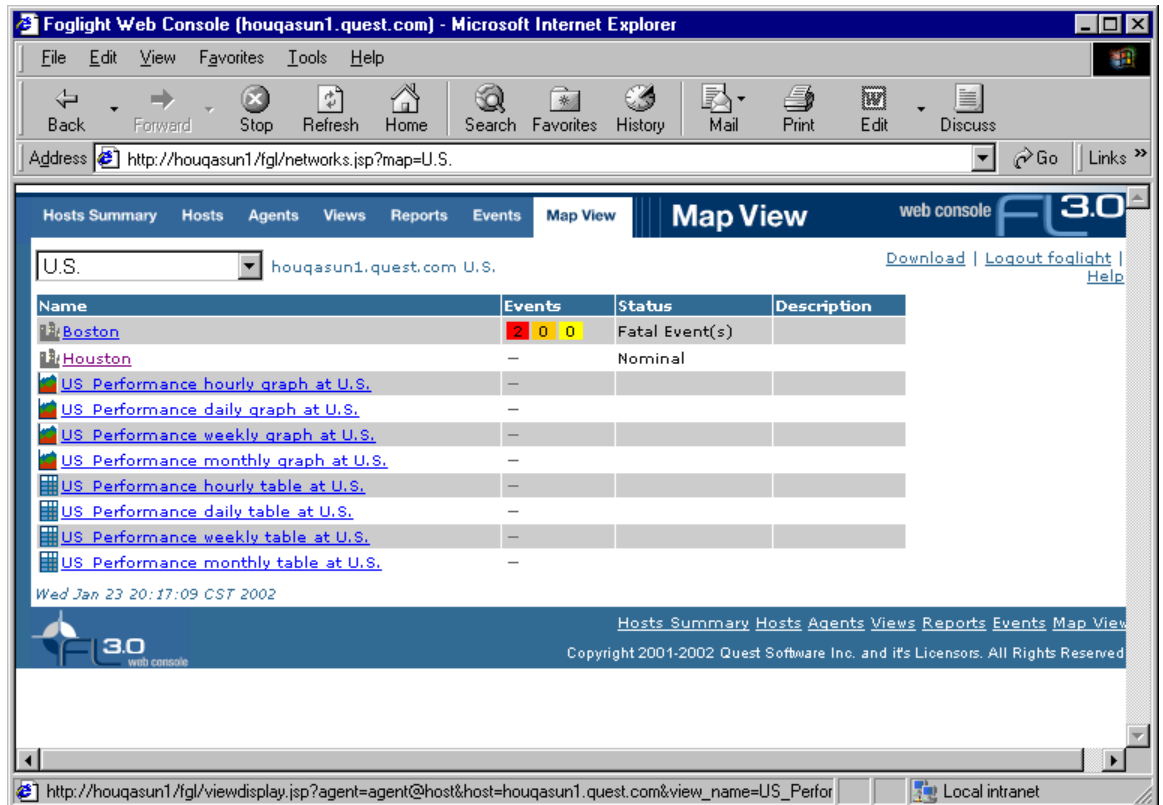 Foglight Web Console (houqasun1.quest.com) - Microsoft Internet Explorer
File Edit View Favorites Tools Help
Back Forward Stop Refresh Home Search Favorites History Mail Print Edit Discuss
Address http://houqasun1/fgl/networks.jsp?map=U.S. Go Links »
Hosts Summary Hosts Agents Views Reports Events Map View Map View web console FL 3.0
U.S. houqasun1.quest.com U.S. Download | Logout foglight |
Help
Name Events Status Description
Boston 2 0 0 Fatal Event(s)
Houston – Nominal
US Performance hourly graph at U.S. –
US Performance daily graph at U.S. –
US Performance weekly graph at U.S. –
US Performance monthly graph at U.S. –
US Performance hourly table at U.S. –
US Performance daily table at U.S. –
US Performance weekly table at U.S. –
US Performance monthly table at U.S. –
Wed Jan 23 20:17:09 CST 2002
Hosts Summary Hosts Agents Views Reports Events Map View
FL 3.0
web console
Copyright 2001-2002 Quest Software Inc. and it's Licensors. All Rights Reserved
http://houqasun1/fgl/viewdisplay.jsp?agent=agent@host&host=houqasun1.quest.com&view_name=US_Perfor Local intranet